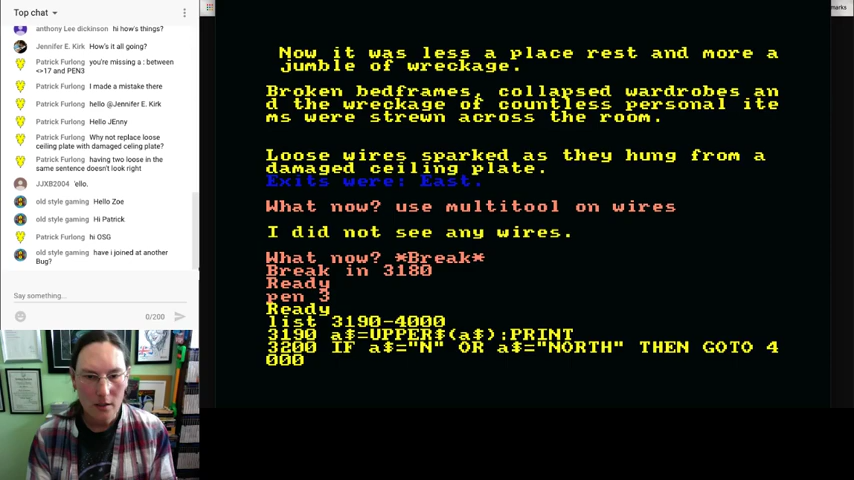 Top chat
anthony Lee dickinson hi how's things?
Jennifer E. Kirk How's it all going?
Patrick Furlong you're missing a : between
<>17 and PEN3
Patrick Furlong I made a mistake there
Patrick Furlong hello @Jennifer E. Kirk
Patrick Furlong Hello JEnny
Patrick Furlong Why not replace loose
ceiling plate with damaged celing plate?
Patrick Furlong having two loose in the
same sentence doesn't look right
JJXB2004 'ello.
old style gaming Hello Zoe
old style gaming Hi Patrick
Patrick Furlong hi OSG
old style gaming have i joined at another
Bug?
Say something...
0/200
marks
Now it was less a place rest and more a
jumble of wreckage.
Broken bedframes, collapsed wardrobes an
d the wreckage of countless personal ite
ms were strewn across the room.
Loose wires sparked as they hung from a
damaged ceiling plate.
Exits were: East.
What now? use multitool on wires
I did not see any wires.
What now? *Break*
Break in 3180
Ready
pen 3
Ready
list 3190-4000
3190 a$=UPPER$(a$):PRINT
3200 IF a$="N" OR a$="NORTH" THEN GOTO 4
000